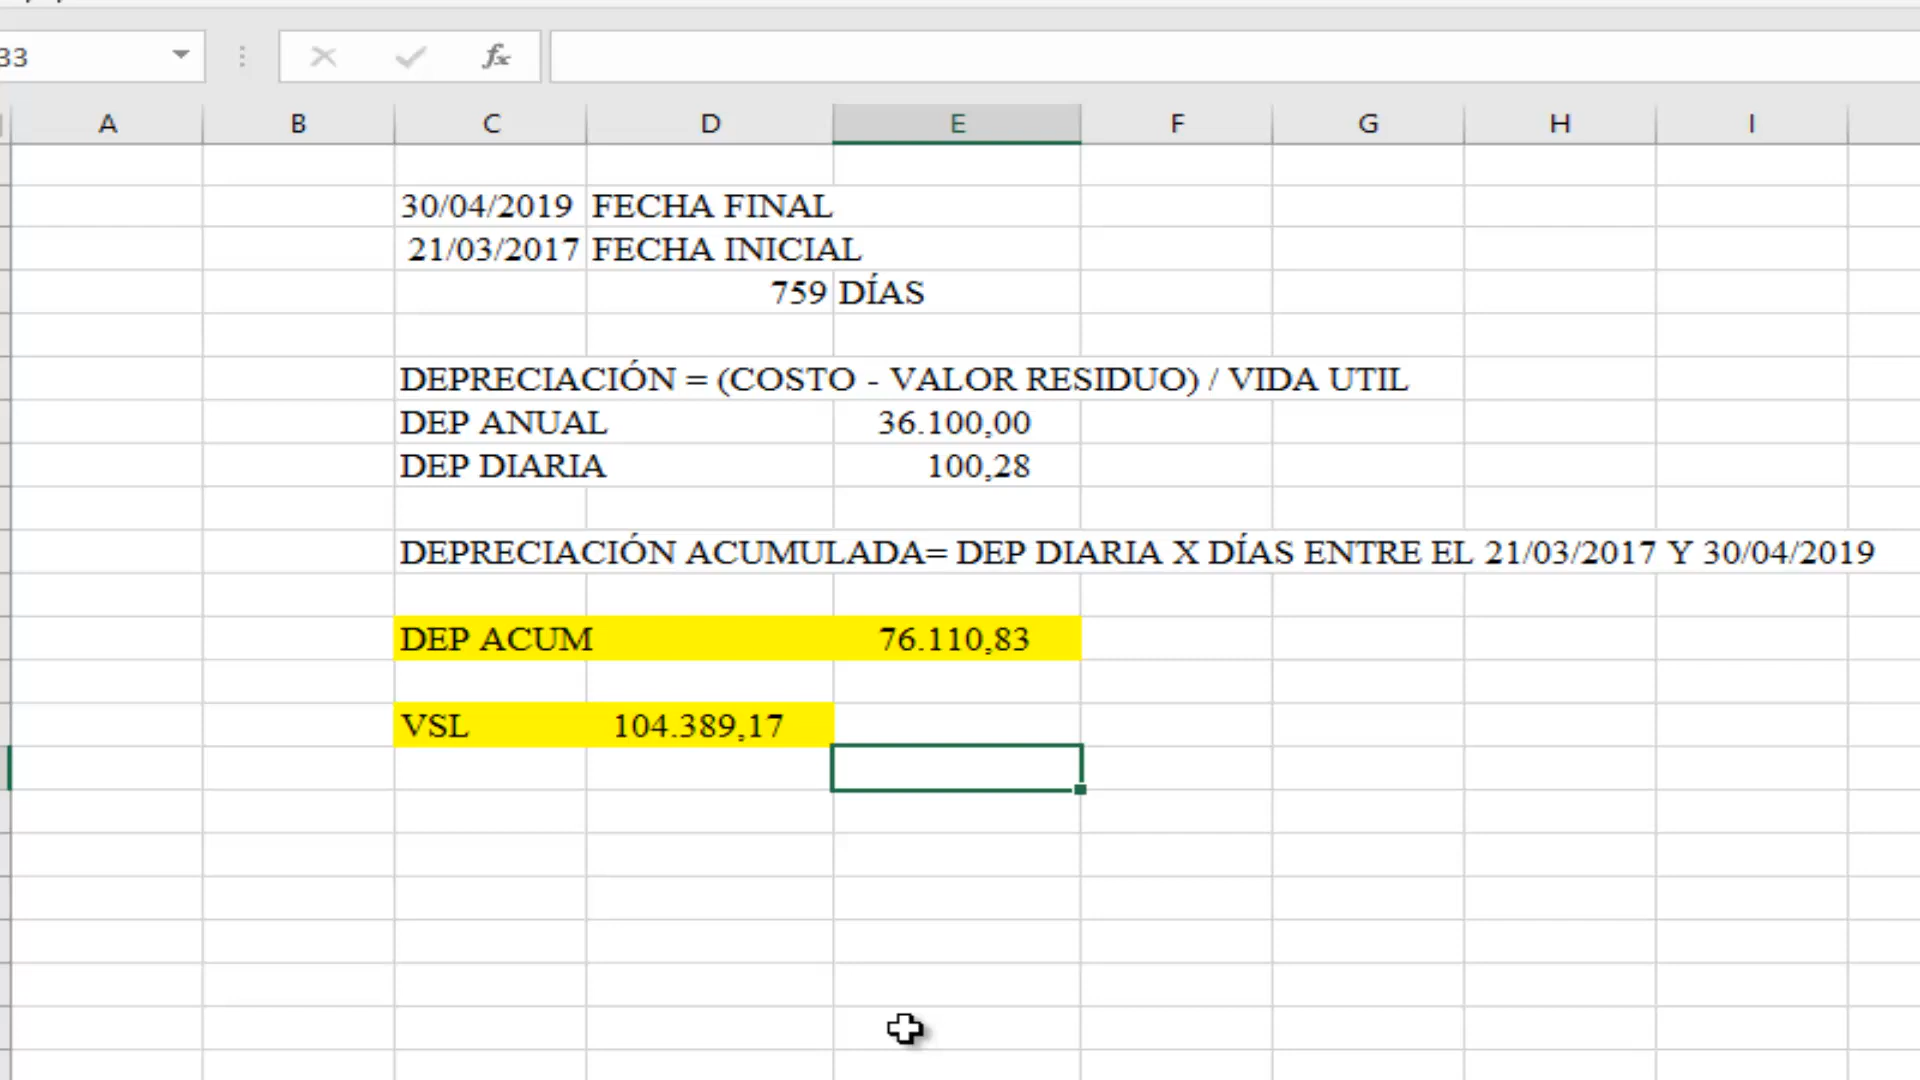 33
fx
A B C D E F G H I
30/04/2019 FECHA FINAL
21/03/2017 FECHA INICIAL
759 DÍAS
DEPRECIACIÓN = (COSTO - VALOR RESIDUO) / VIDA UTIL
DEP ANUAL 36.100,00
DEP DIARIA 100,28
DEPRECIACIÓN ACUMULADA= DEP DIARIA X DÍAS ENTRE EL 21/03/2017 Y 30/04/2019
DEP ACUM 76.110,83
VSL 104.389,17